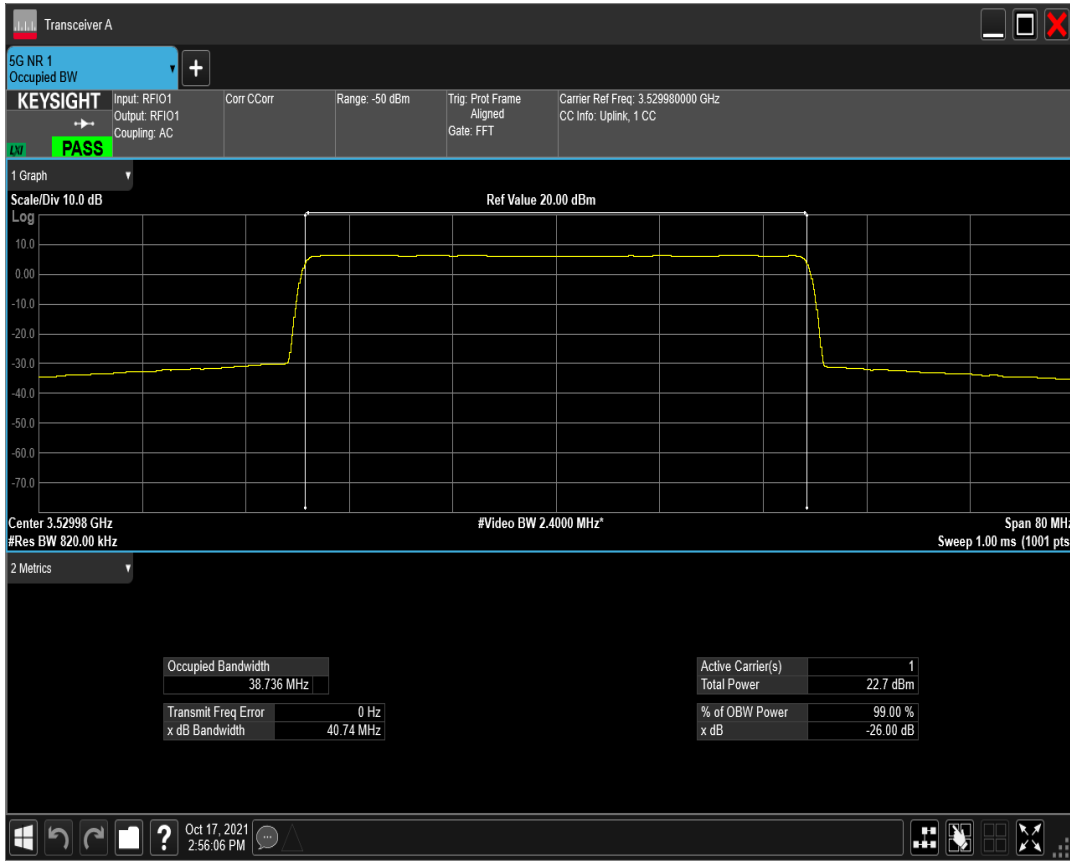 Transceiver A
5G NR 1
Occupied BW
KEYSIGHT
LXI
PASS
Input: RFIO1
Output: RFIO1
Coupling: AC
Corr CCorr
Range: -50 dBm
Trig: Prot Frame
Aligned
Gate: FFT
Carrier Ref Freq: 3.529980000 GHz
CC Info: Uplink, 1 CC
1 Graph
Scale/Div 10.0 dB
Ref Value 20.00 dBm
Log
10.0
0.00
-10.0
-20.0
-30.0
-40.0
-50.0
-60.0
-70.0
Center 3.52998 GHz
#Video BW 2.4000 MHz*
Span 80 MHz
#Res BW 820.00 kHz
Sweep 1.00 ms (1001 pts
2 Metrics
Occupied Bandwidth
38.736 MHz
Transmit Freq Error 0 Hz
x dB Bandwidth 40.74 MHz
Active Carrier(s) 1
Total Power 22.7 dBm
% of OBW Power 99.00 %
x dB -26.00 dB
?
Oct 17, 2021
2:56:06 PM